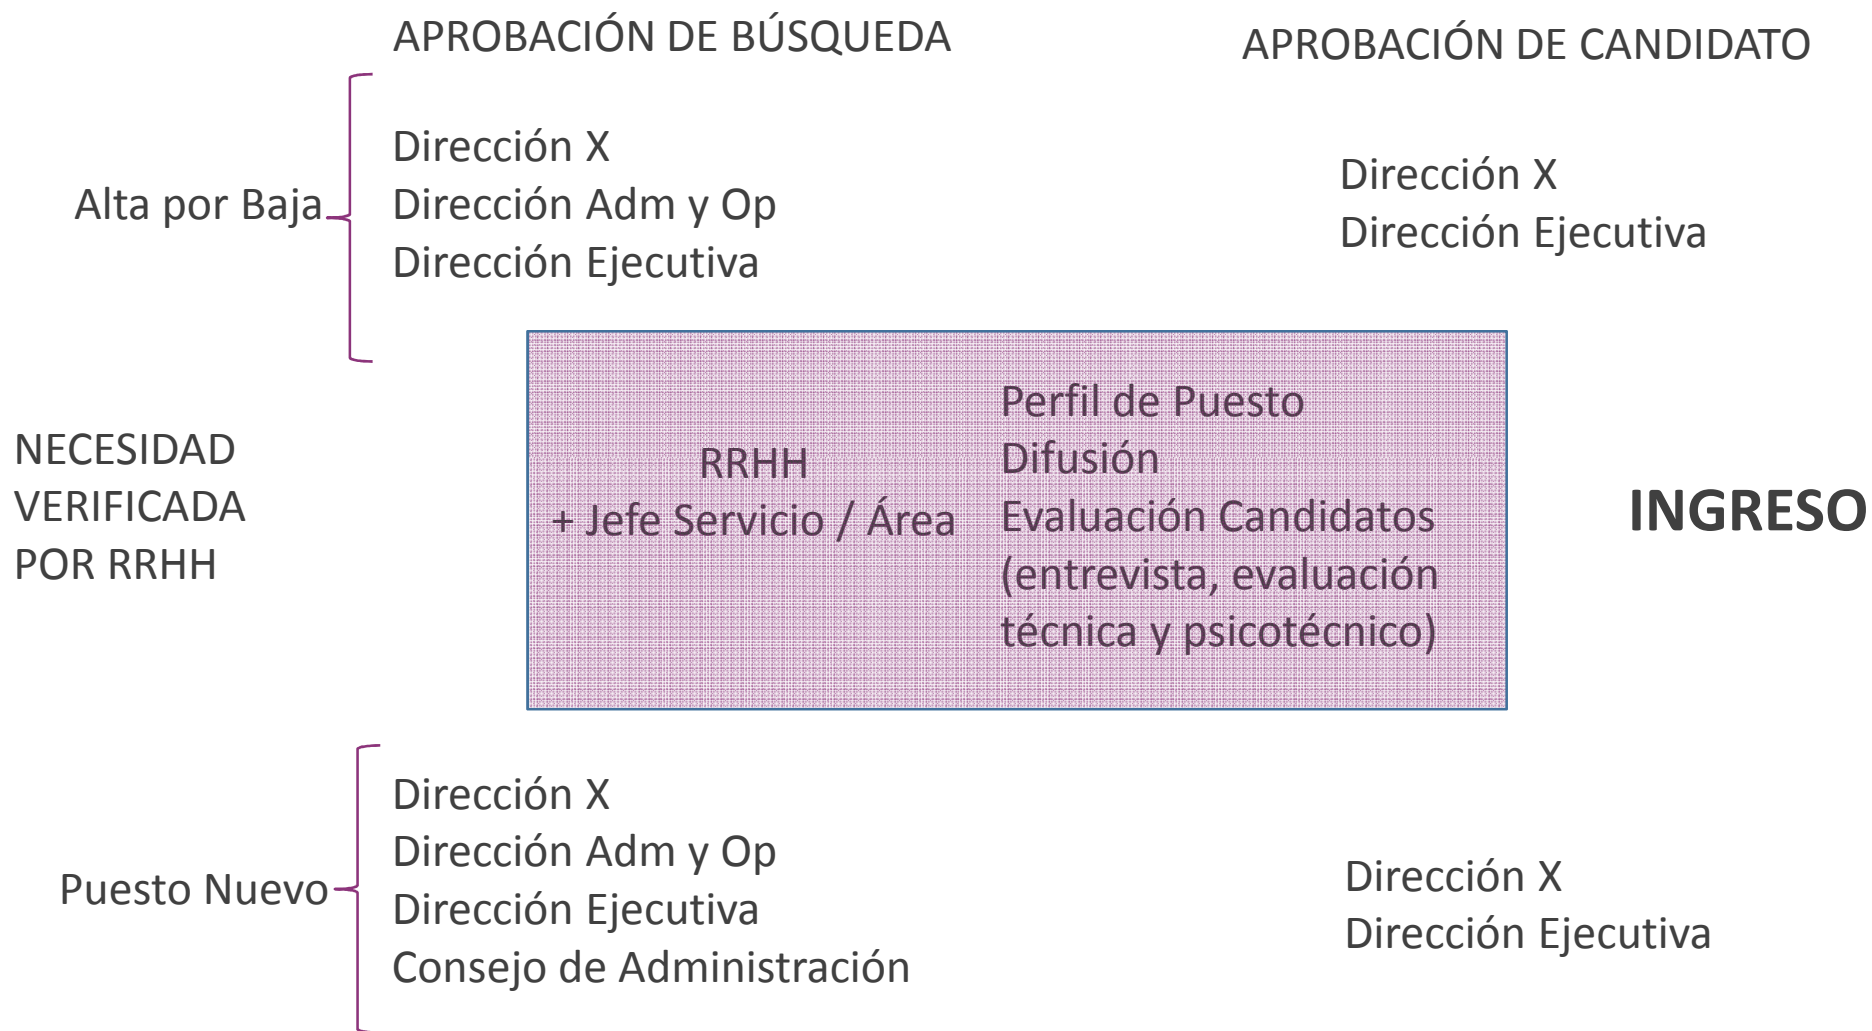 APROBACIÓN DE BÚSQUEDA
APROBACIÓN DE CANDIDATO
Alta por Baja
Dirección X
Dirección Adm y Op
Dirección Ejecutiva
Dirección X
Dirección Ejecutiva
NECESIDAD
VERIFICADA
POR RRHH
RRHH
+ Jefe Servicio / Área
Perfil de Puesto
Difusión
Evaluación Candidatos
(entrevista, evaluación
técnica y psicotécnico)
INGRESO
Puesto Nuevo
Dirección X
Dirección Adm y Op
Dirección Ejecutiva
Consejo de Administración
Dirección X
Dirección Ejecutiva